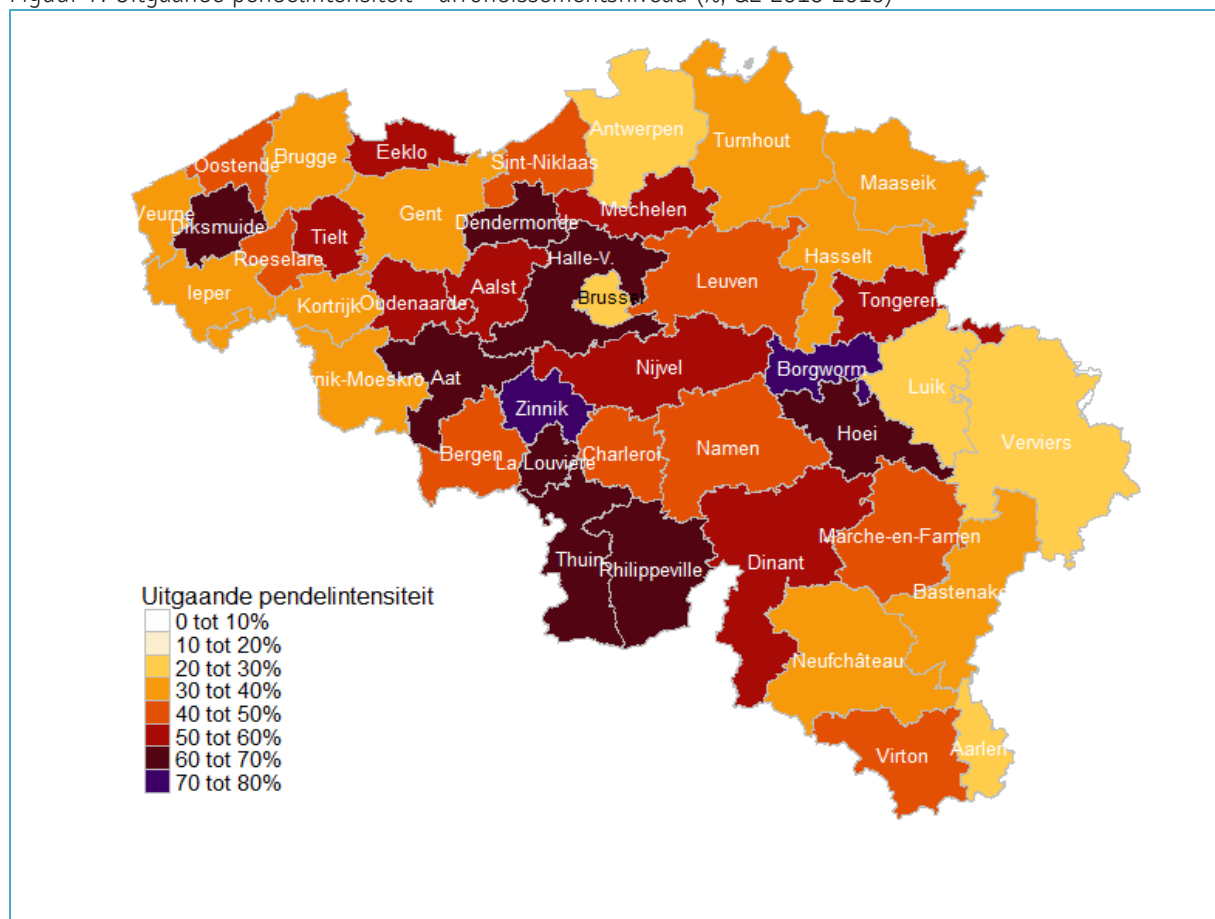 Antwerpen
Turnhout
Eeklo
Sint-Niklaas
Brugge
Oostende
Maaseik
Gent
Mechelen
Veurne
Diksmuide
Dendermonde
Tielt
Roeselare
Halle-V.
Hasselt
Leuven
Aalst
Ieper
Brussel
Kortrijk
Oudenaarde
Tongeren
Nijvel
Borgworm
rnik-Moeskro
Aat
Luik
Zinnik
Hoei
Verviers
Bergen
Charleroi
Namen
La Louvière
Marche-en-Famen
Thuin
Philippeville
Dinant
Bastenake
Neufchâteau
Virton
Aarlen
Uitgaande pendelintensiteit
0 tot 10%
10 tot 20%
20 tot 30%
30 tot 40%
40 tot 50%
50 tot 60%
60 tot 70%
70 tot 80%